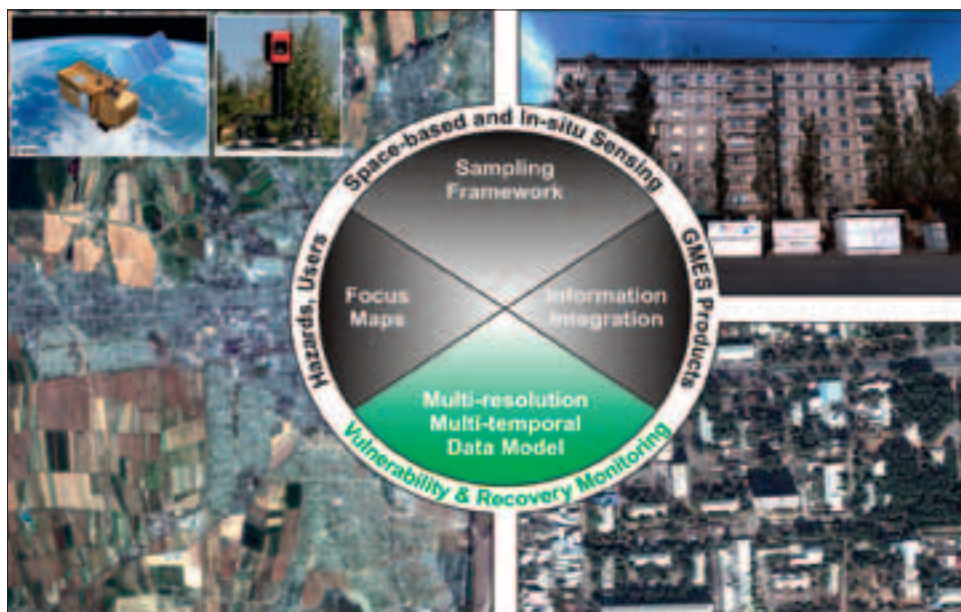 Space-based and In-situ Sensing
Sampling
Framework
Hazards, Users
Focus
Maps
Information
Integration
GMES Products
Multi-resolution
Multi-temporal
Data Model
Vulnerability & Recovery Monitoring